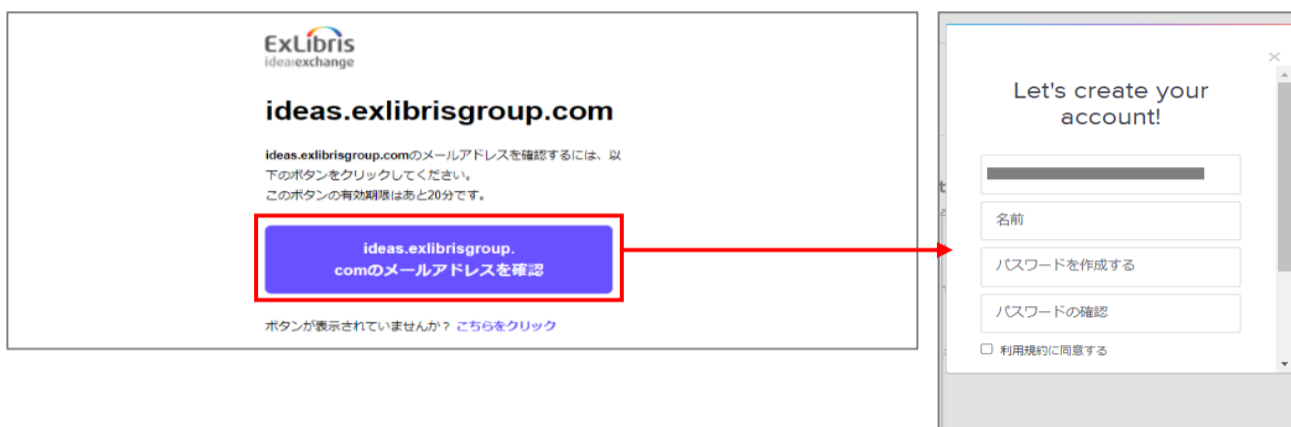 ExLibris
idea exchange
ideas.exlibrisgroup.com
ideas.exlibrisgroup.comのメールアドレスを確認するには、以
下のボタンをクリックしてください。
このボタンの有効期限はあと20分です。
ideas.exlibrisgroup.
comのメールアドレスを確認
ボタンが表示されていませんか？ こちらをクリック
Let's create your
account!
名前
パスワードを作成する
パスワードの確認
利用規約に同意する